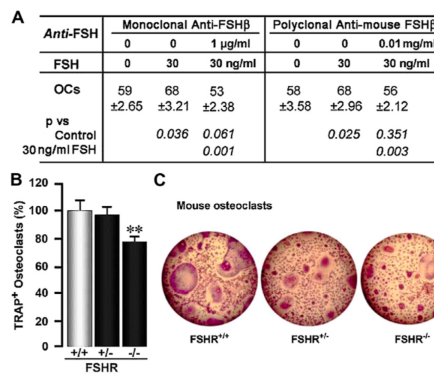 A
Anti-FSH Monoclonal Anti-FSHβ Polyclonal Anti-mouse FSHβ
0 0 1 µg/ml 0 0 0.01 mg/ml
FSH 0 30 30 ng/ml 0 30 30 ng/ml
OCs 59 68 53 58 68 56
±2.65 ±3.21 ±2.38 ±3.58 ±2.96 ±2.12
p vs
Control 0.036 0.061 0.025 0.351
30 ng/ml FSH 0.001 0.003
B
TRAP+ Osteoclasts (%)
120
100
80
60
40
20
0
**
+/+ +/- -/-
FSHR
C
Mouse osteoclasts
FSHR+/+ FSHR+/- FSHR-/-